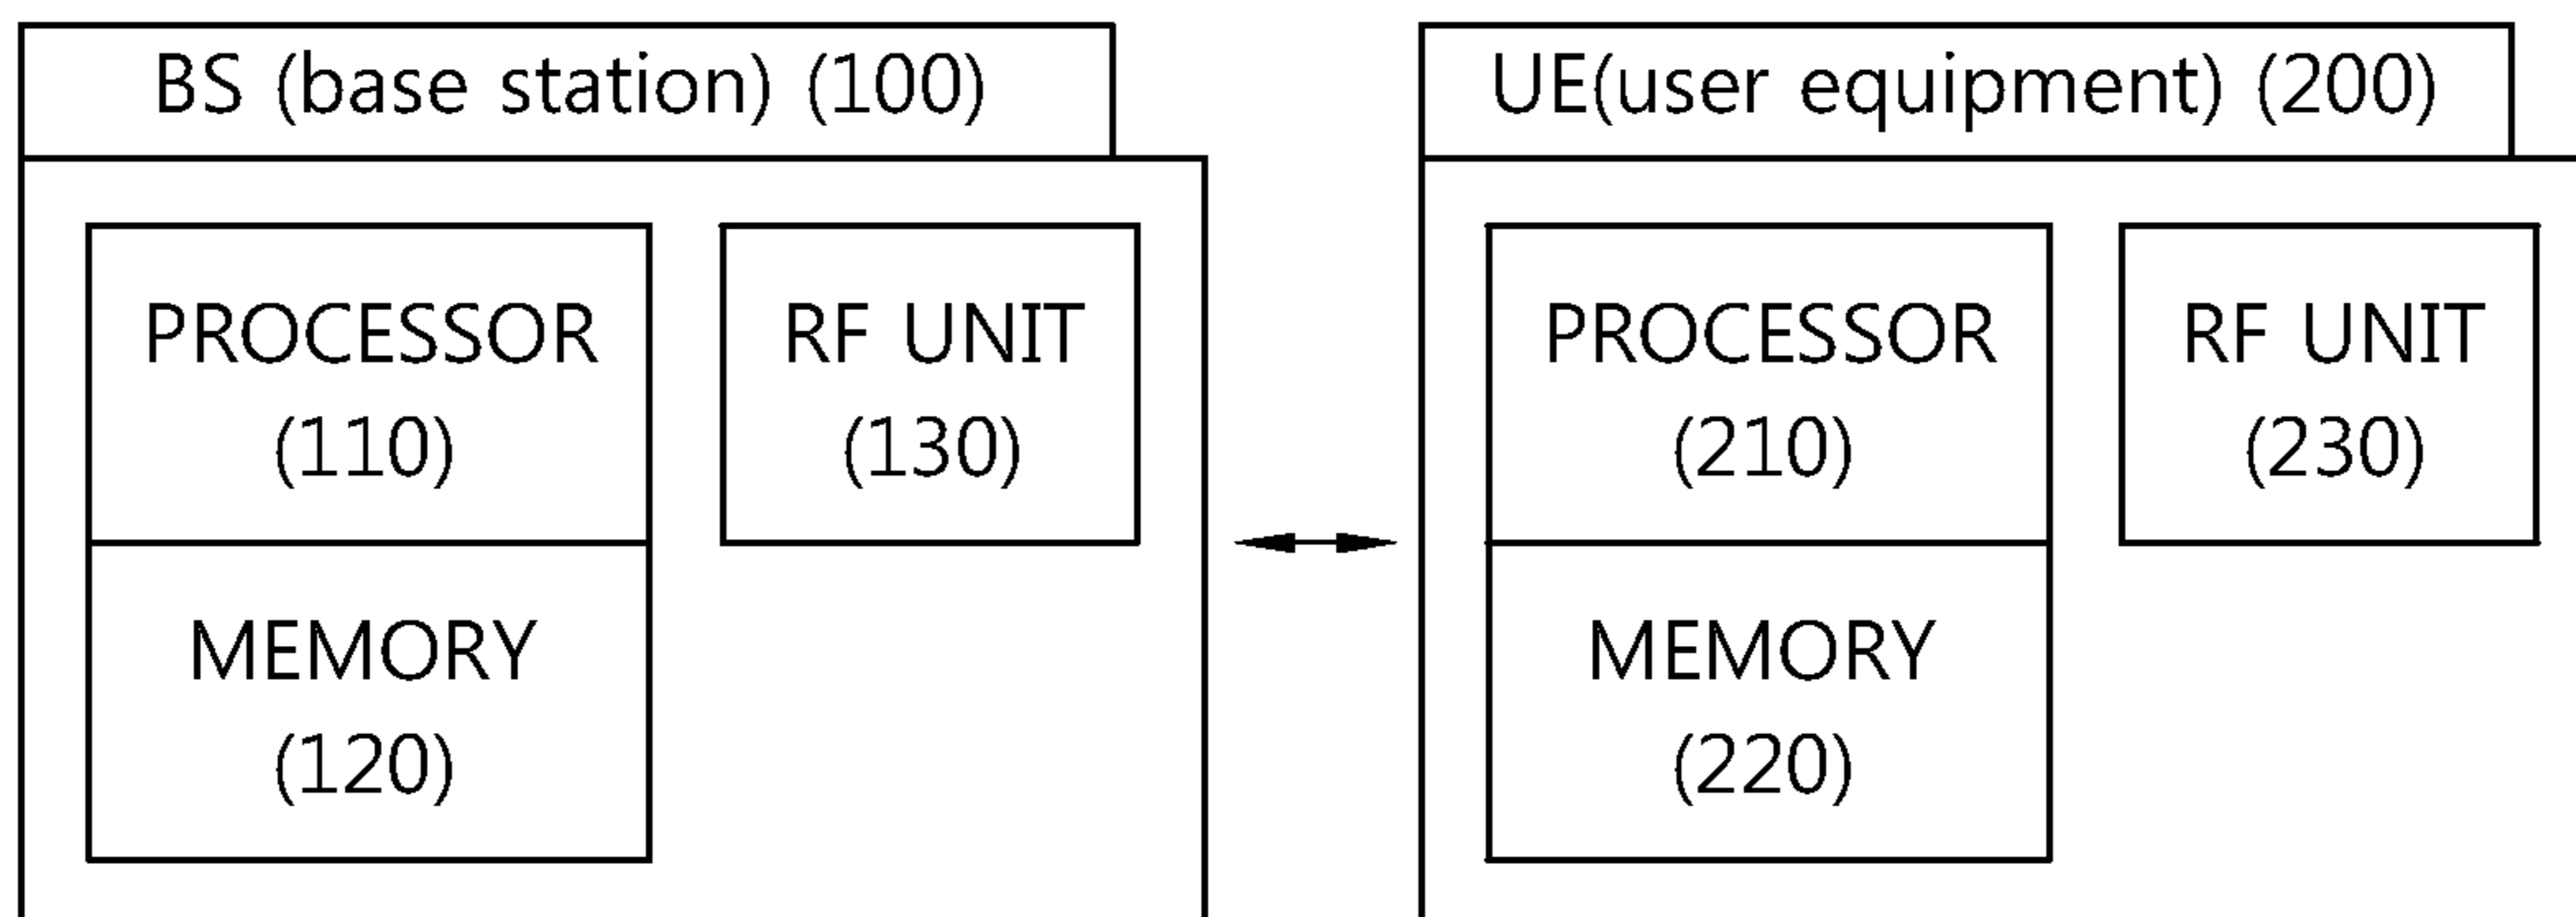 BS (base station) (100)
PROCESSOR
(110)
RF UNIT
(130)
MEMORY
(120)
UE(user equipment) (200)
PROCESSOR
(210)
RF UNIT
(230)
MEMORY
(220)